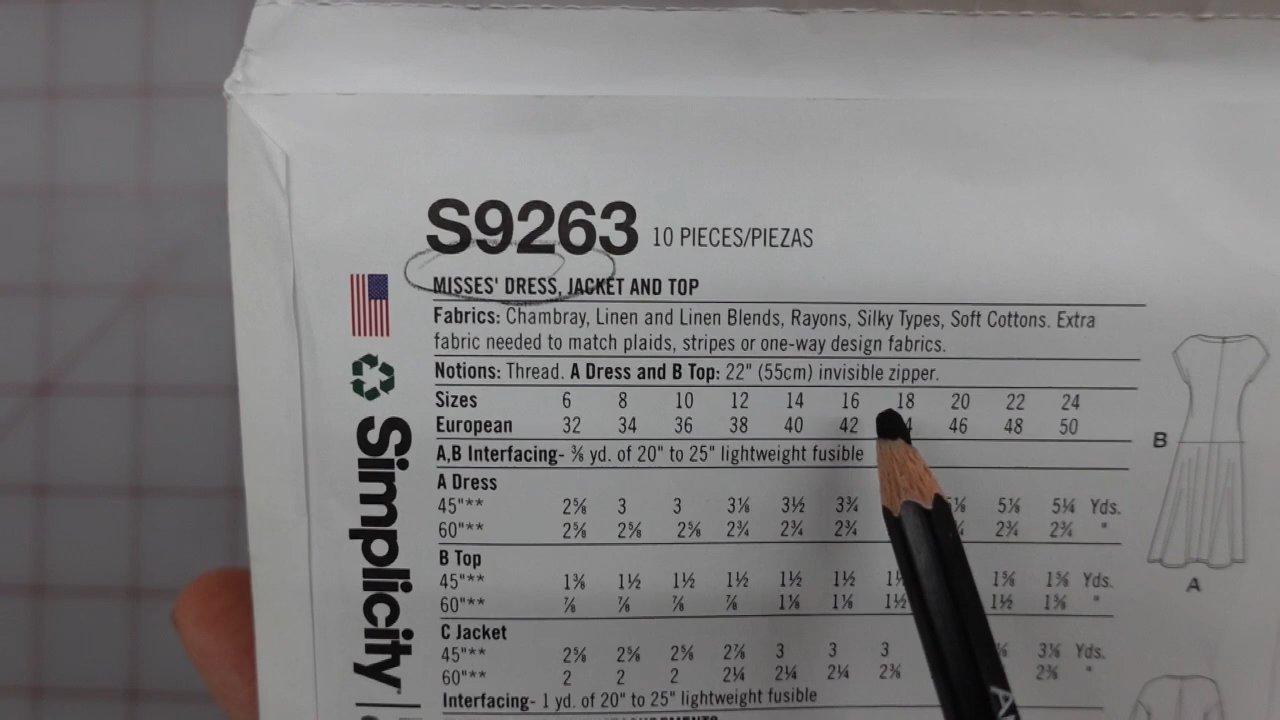 S9263 10 PIECES/PIEZAS
MISSES' DRESS, JACKET AND TOP
Fabrics: Chambray, Linen and Linen Blends, Rayons, Silky Types, Soft Cottons. Extra
fabric needed to match plaids, stripes or one-way design fabrics.
Notions: Thread. A Dress and B Top: 22" (55cm) invisible zipper.
Sizes 6 8 10 12 14 16 18 20 22 24
European 32 34 36 38 40 42 46 48 50
A,B Interfacing- ⅜ yd. of 20" to 25" lightweight fusible
A Dress
45"** 2⅝ 3 3 3⅛ 3½ 3¾ 5⅛ 5¼ Yds.
60"** 2⅝ 2⅝ 2⅝ 2¾ 2¾ 2¾ 2¾ 2¾ "
B Top
45"** 1⅜ 1½ 1½ 1½ 1½ 1½ 1⅝ 1⅝ Yds.
60"** ⅞ ⅞ ⅞ ⅞ 1⅛ 1⅛ 1½ 1½ 1⅝ "
C Jacket
45"** 2⅝ 2⅝ 2⅝ 2⅞ 3 3 3 3⅛ Yds.
60"** 2 2 2 2¼ 2¼ 2¼ 2⅜ 2⅜ "
Interfacing- 1 yd. of 20" to 25" lightweight fusible
Simplicity
B
A